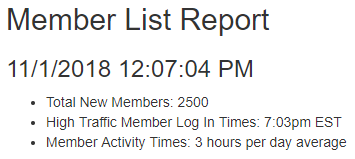 Member List Report
11/1/2018 12:07:04 PM
• Total New Members: 2500
• High Traffic Member Log In Times: 7:03pm EST
• Member Activity Times: 3 hours per day average